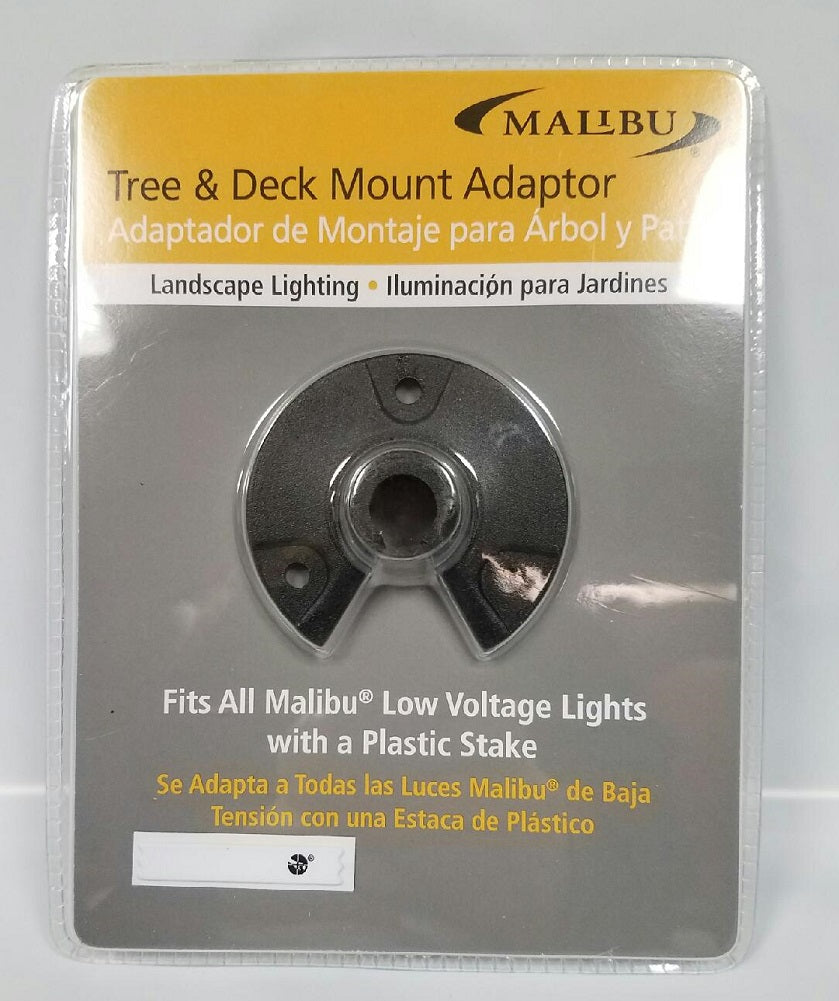 MALIBU®
Tree & Deck Mount Adaptor
Adaptador de Montaje para Árbol y
Landscape Lighting • Iluminación para Jardines
Fits All Malibu® Low Voltage Lights
with a Plastic Stake
Se Adapta a Todas las Luces Malibu® de Baja
Tensión con una Estaca de Plástico